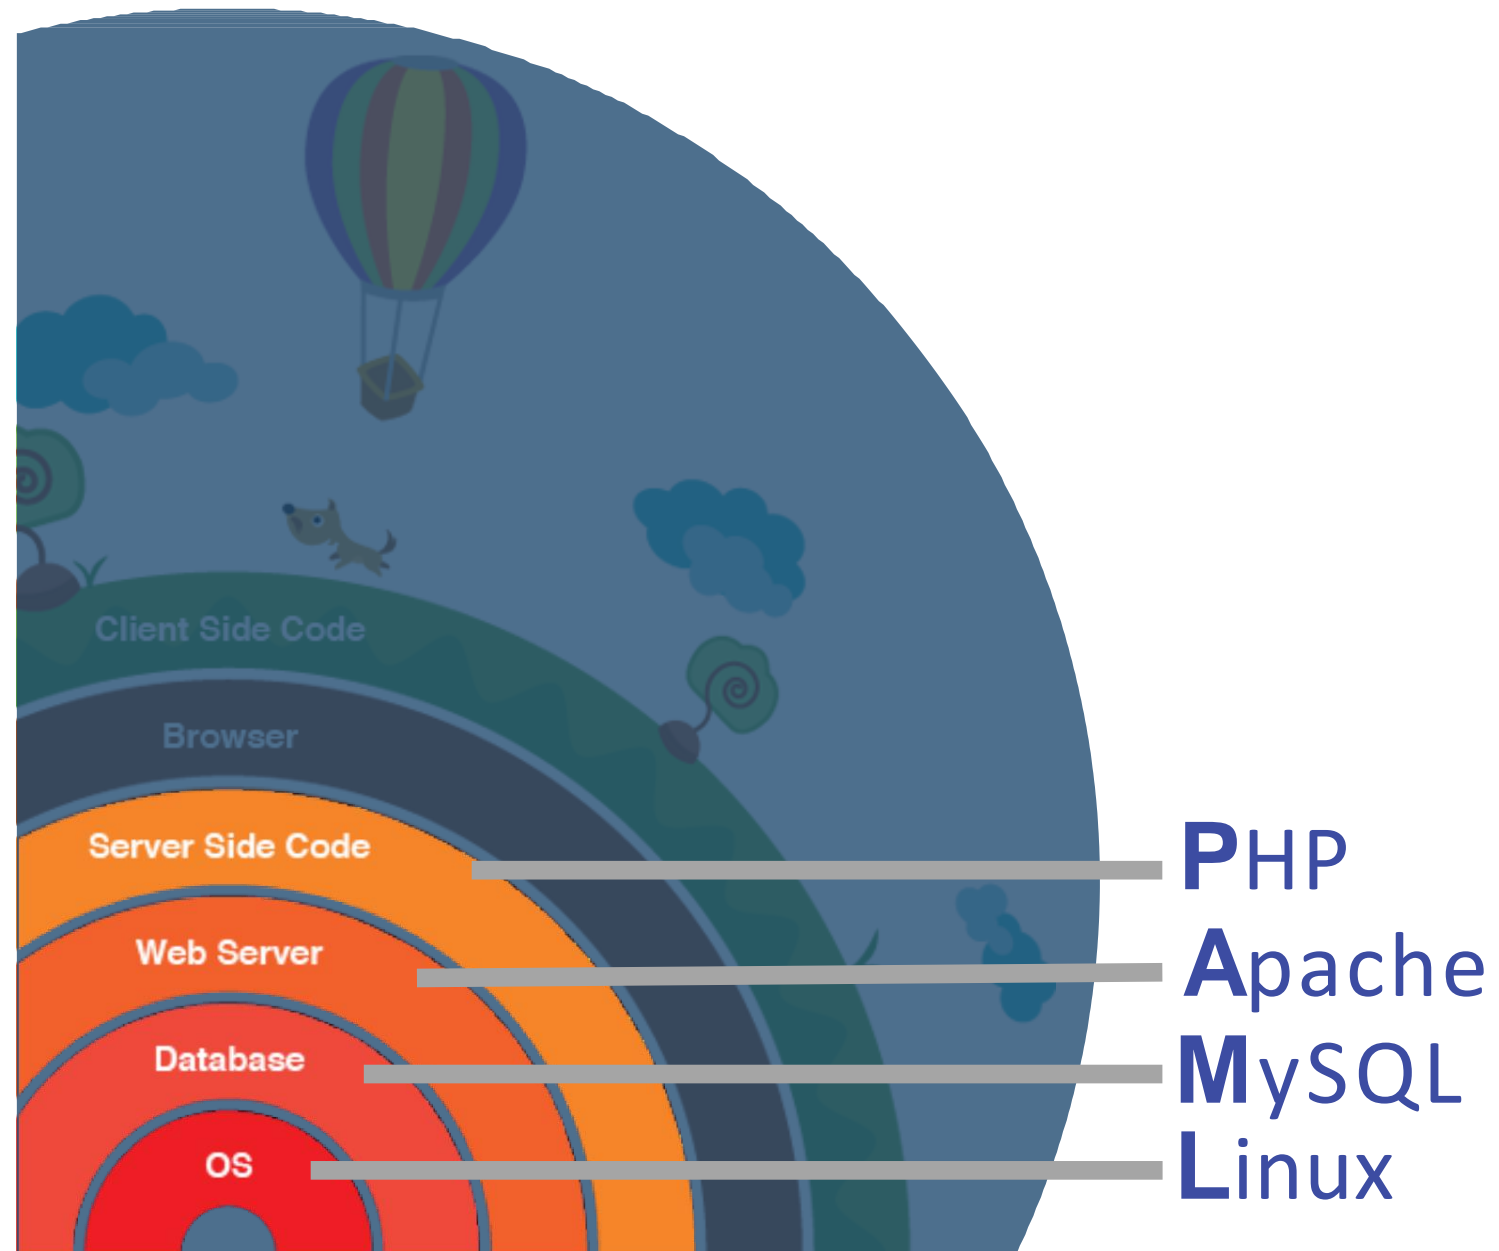 Client Side Code
Browser
Server Side Code
PHP
Web Server
Apache
Database
MySQL
OS
Linux